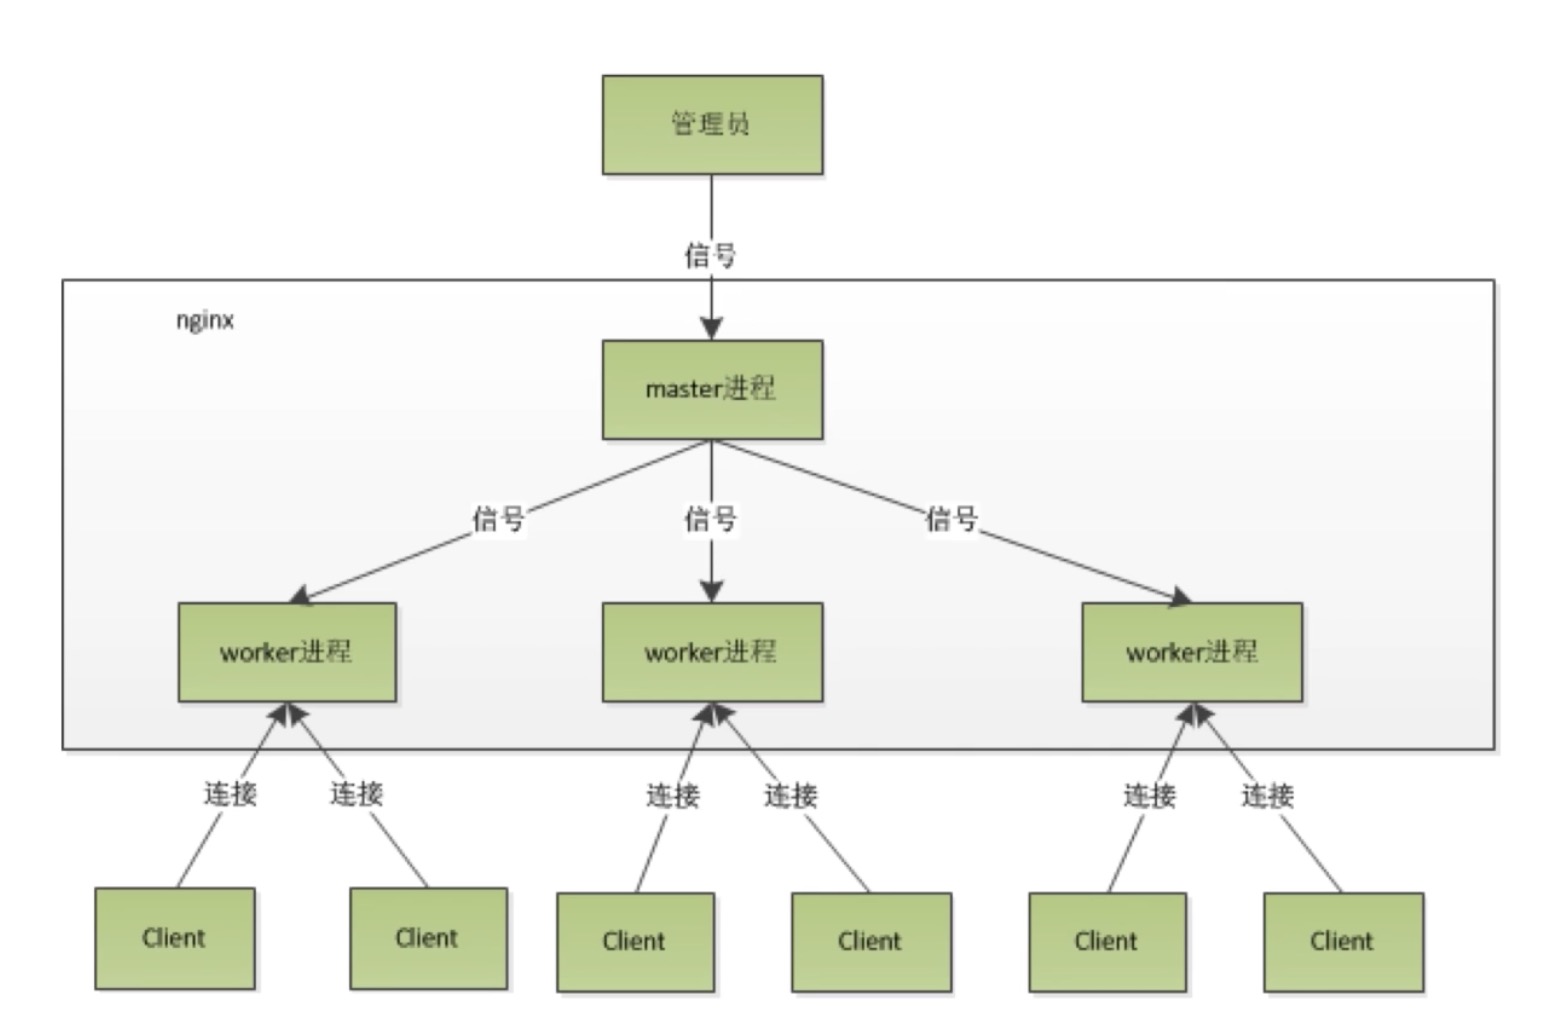 管理员
信号
nginx
master进程
信号
信号
信号
worker进程
worker进程
worker进程
连接
连接
连接
连接
连接
连接
Client
Client
Client
Client
Client
Client